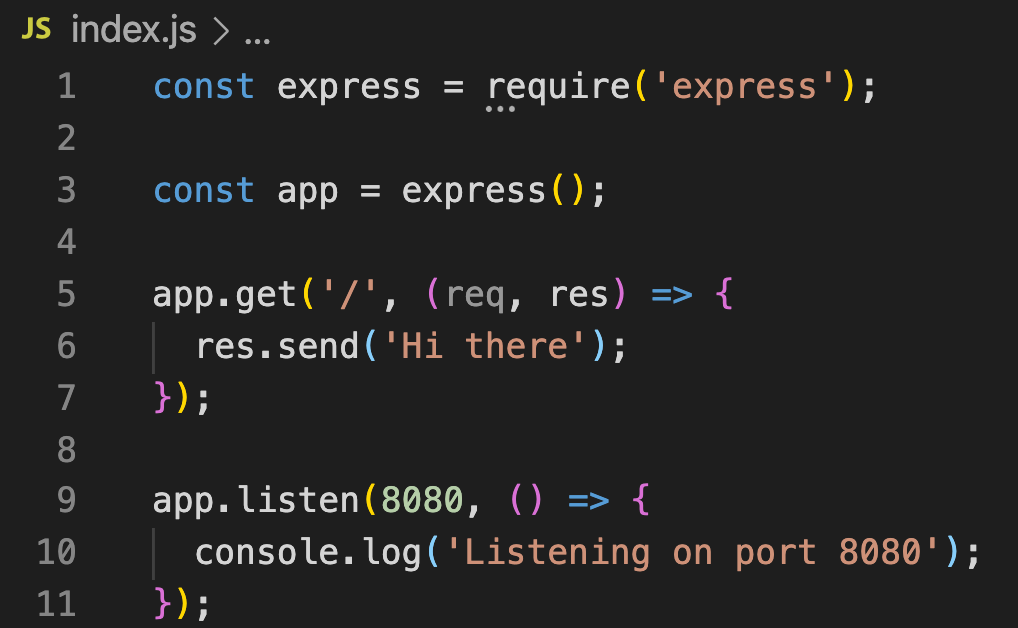 JS index.js > ...
1 const express = require('express');
2
3 const app = express();
4
5 app.get('/', (req, res) => {
6   res.send('Hi there');
7 });
8
9 app.listen(8080, () => {
10   console.log('Listening on port 8080');
11 });